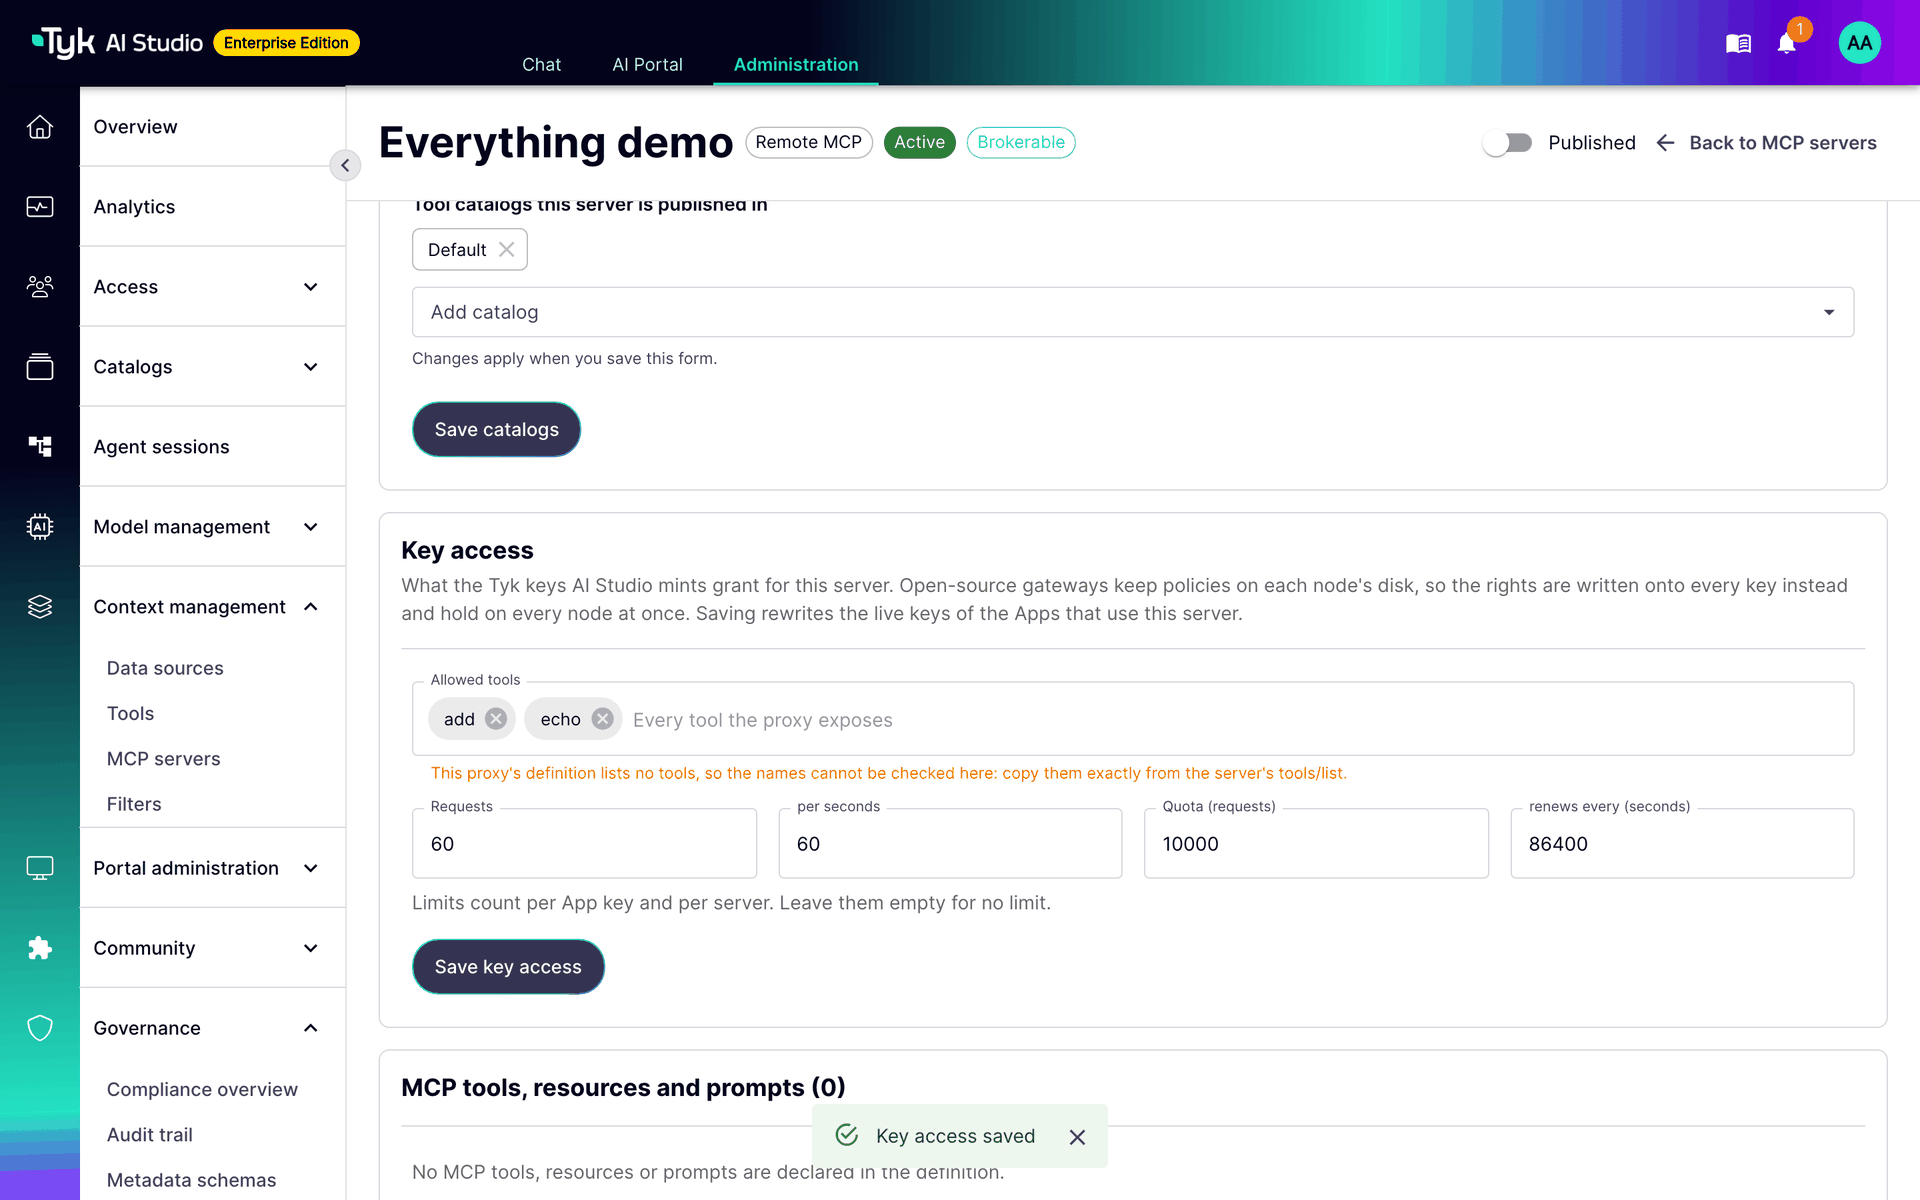 Tyk AI Studio Enterprise Edition
Chat
AI Portal
Administration
1
AA
Overview
Analytics
Access
Catalogs
Agent sessions
Model management
Context management
Data sources
Tools
MCP servers
Filters
Portal administration
Community
Governance
Compliance overview
Audit trail
Metadata schemas
AI
Everything demo
Remote MCP
Active
Brokerable
Published
Back to MCP servers
Tool catalogs this server is published in
Default
Add catalog
Changes apply when you save this form.
Save catalogs
Key access
What the Tyk keys AI Studio mints grant for this server. Open-source gateways keep policies on each node's disk, so the rights are written onto every key instead
and hold on every node at once. Saving rewrites the live keys of the Apps that use this server.
Allowed tools
add
echo
Every tool the proxy exposes
This proxy's definition lists no tools, so the names cannot be checked here: copy them exactly from the server's tools/list.
Requests
60
per seconds
60
Quota (requests)
10000
renews every (seconds)
86400
Limits count per App key and per server. Leave them empty for no limit.
Save key access
MCP tools, resources and prompts (0)
Key access saved
No MCP tools, resources or prompts are declared in the definition.